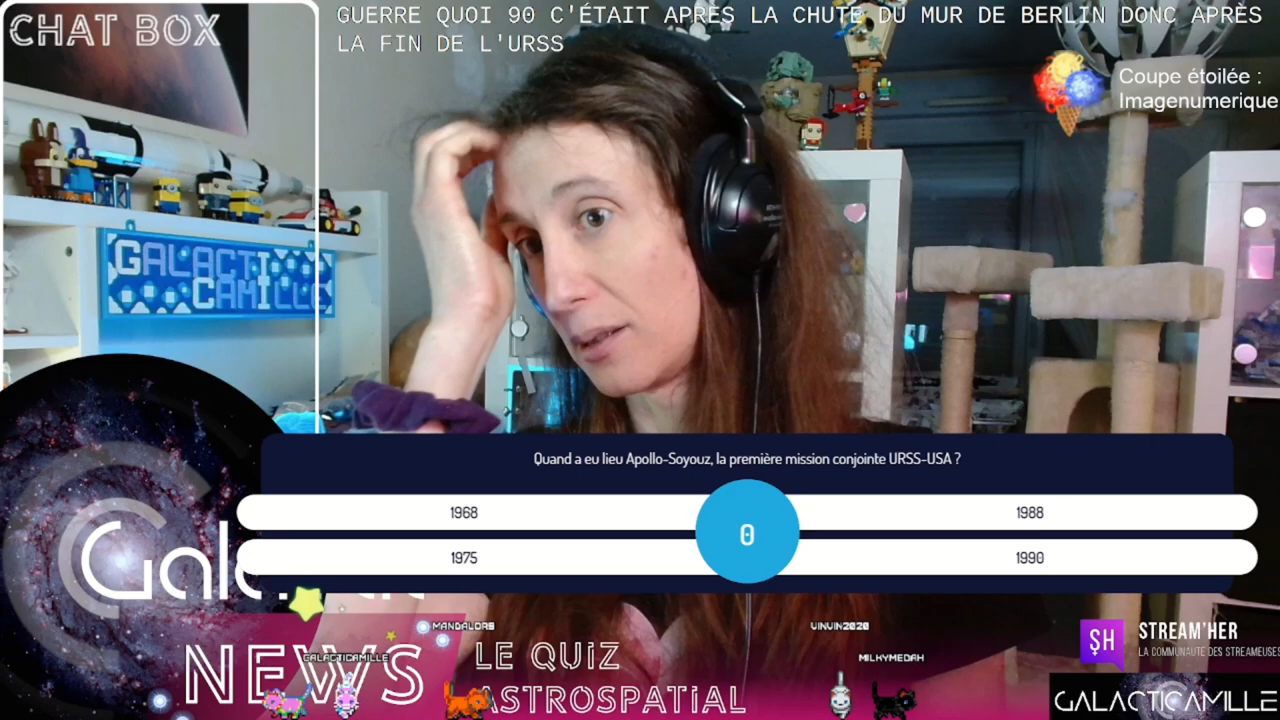 CHAT BOX
GUERRE QUOI 90 C'ÉTAIT APRÈS LA CHUTE DU MUR DE BERLIN DONC APRÈS
LA FIN DE L'URSS
Coupe étoilée :
Imagenumerique
GALACTI
CAMILLE
Quand a eu lieu Apollo-Soyouz, la première mission conjointe URSS-USA ?
1968
1988
0
1975
1990
NEWS
LE QUIZ
ASTROSPATIAL
MANDALORS
VINVIN2020
GALACTICAMILLE
MILKYMEDAH
SH
STREAM'HER
LA COMMUNAUTÉ DES STREAMEUSES
GALACTICAMILLE